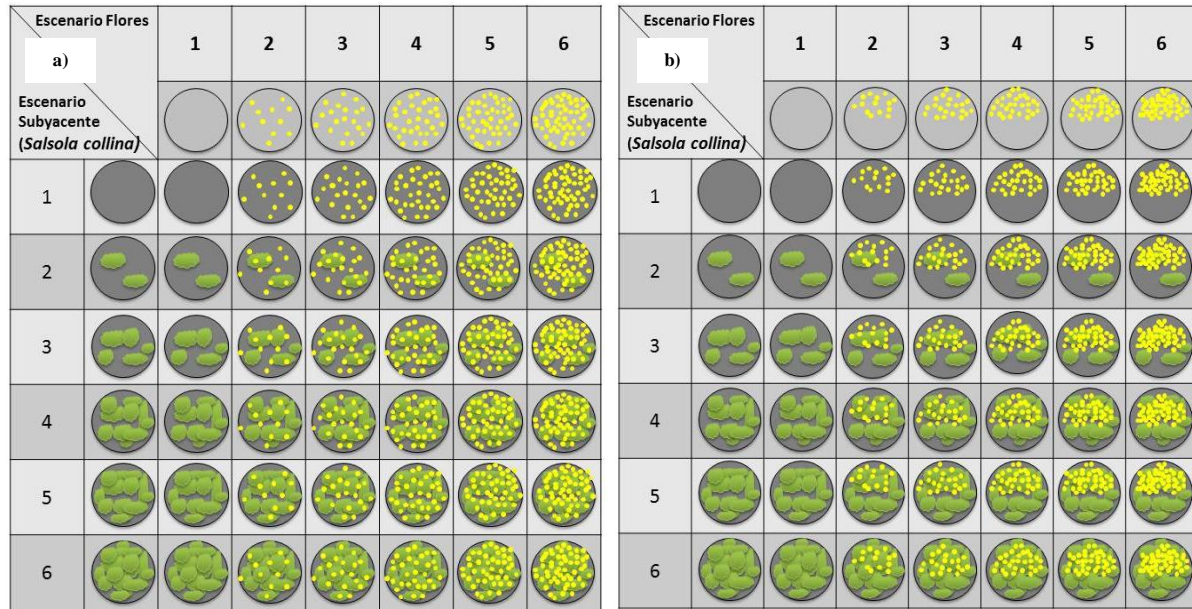 Escenario Flores
a)
Escenario
Subyacente
(Salsola collina)
1 2 3 4 5 6
1
2
3
4
5
6
Escenario Flores
b)
Escenario
Subyacente
(Salsola collina)
1 2 3 4 5 6
1
2
3
4
5
6